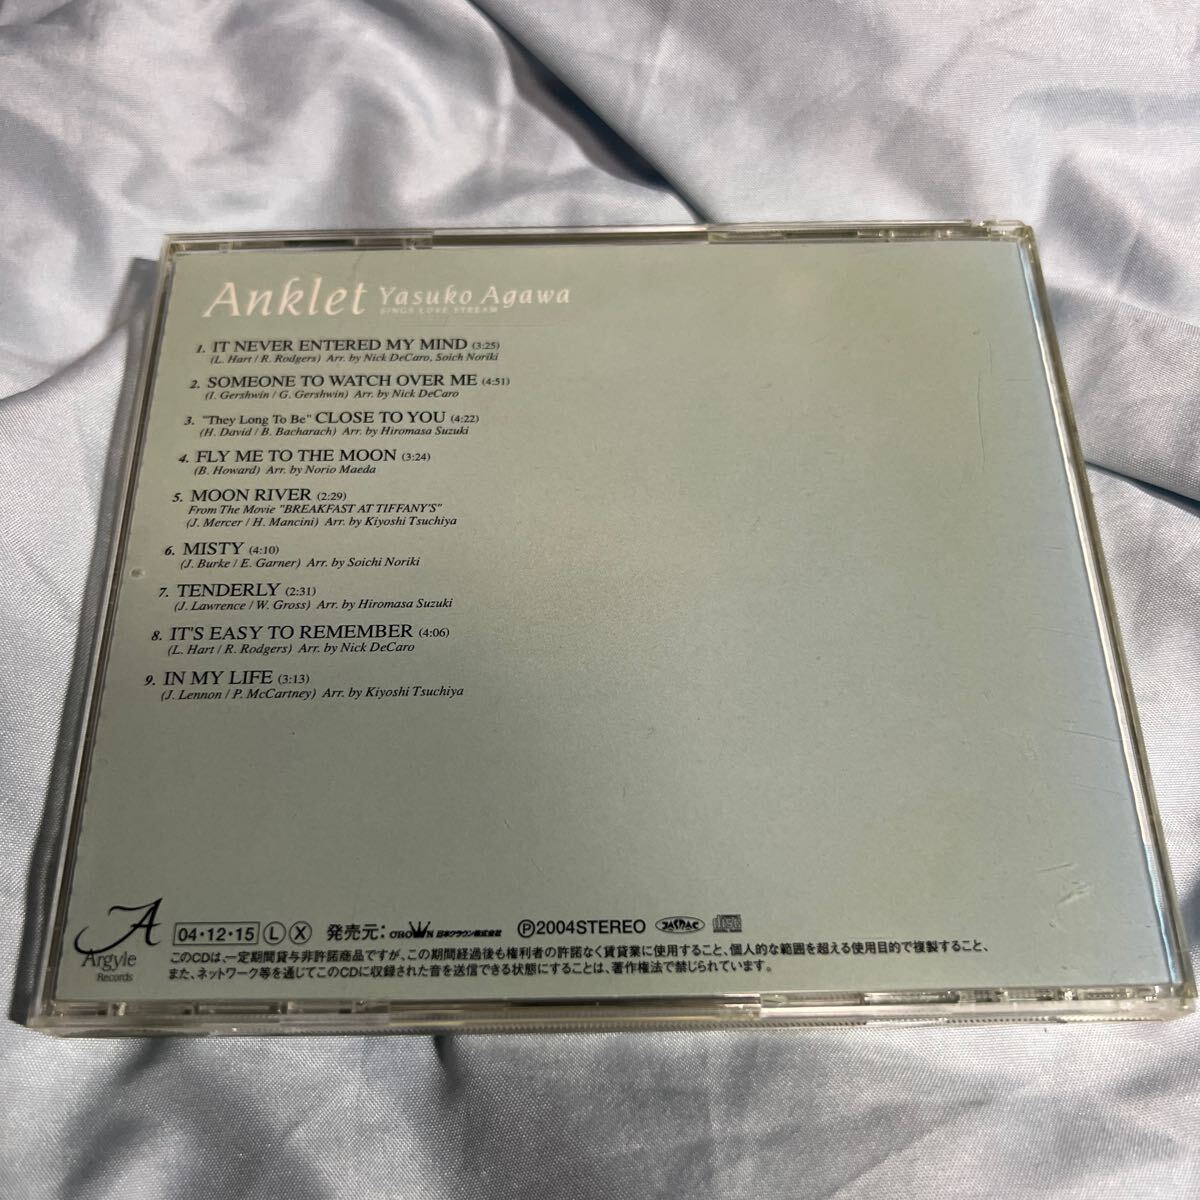 Anklet Yasuko Agawa
SINGS LOVE STREAM
1. IT NEVER ENTERED MY MIND (3:25)
(L. Hart / R. Rodgers) Arr. by Nick DeCaro, Soich Noriki
2. SOMEONE TO WATCH OVER ME (4:51)
(I. Gershwin / G. Gershwin) Arr. by Nick DeCaro
3. "They Long To Be" CLOSE TO YOU (4:22)
(H. David / B. Bacharach) Arr. by Hiromasa Suzuki
4. FLY ME TO THE MOON (3:24)
(B. Howard) Arr. by Norio Maeda
5. MOON RIVER (2:29)
From The Movie "BREAKFAST AT TIFFANY'S"
(J. Mercer / H. Mancini) Arr. by Kiyoshi Tsuchiya
6. MISTY (4:10)
(J. Burke / E. Garner) Arr. by Soichi Noriki
7. TENDERLY (2:31)
(J. Lawrence / W. Gross) Arr. by Hiromasa Suzuki
8. IT'S EASY TO REMEMBER (4:06)
(L. Hart / R. Rodgers) Arr. by Nick DeCaro
9. IN MY LIFE (3:13)
(J. Lennon / P. McCartney) Arr. by Kiyoshi Tsuchiya
A
Argyle
Records
04・12・15 Ⓛ Ⓧ 発売元: CROWN 日本クラウン株式会社 Ⓟ2004 STEREO JASRAC COMPACT disc
このCDは、一定期間貸与非許諾商品ですが、この期間経過後も権利者の許諾なく賃貸業に使用すること、個人的な範囲を超える使用目的で複製すること、
また、ネットワーク等を通じてこのCDに収録された音を送信できる状態にすることは、著作権法で禁じられています。